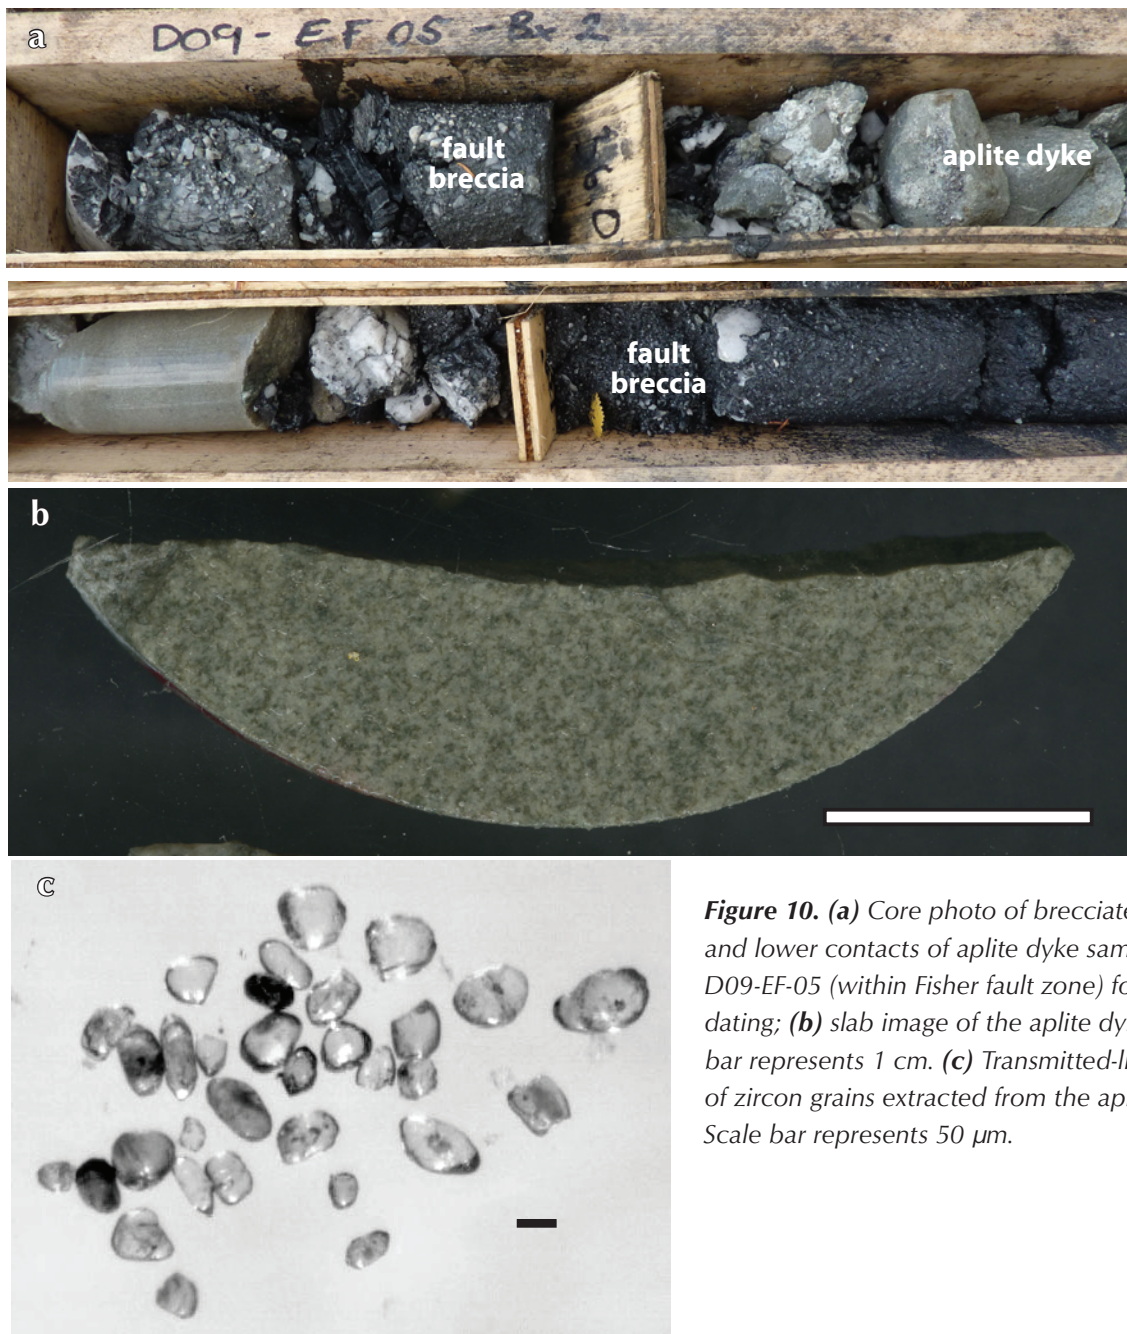 a
D09 - EF 05 - Bx 2
fault
breccia
aplite dyke
fault
breccia
b
c
Figure 10. (a) Core photo of brecciate
and lower contacts of aplite dyke sam
D09-EF-05 (within Fisher fault zone) fo
dating; (b) slab image of the aplite dy
bar represents 1 cm. (c) Transmitted-li
of zircon grains extracted from the ap
Scale bar represents 50 µm.